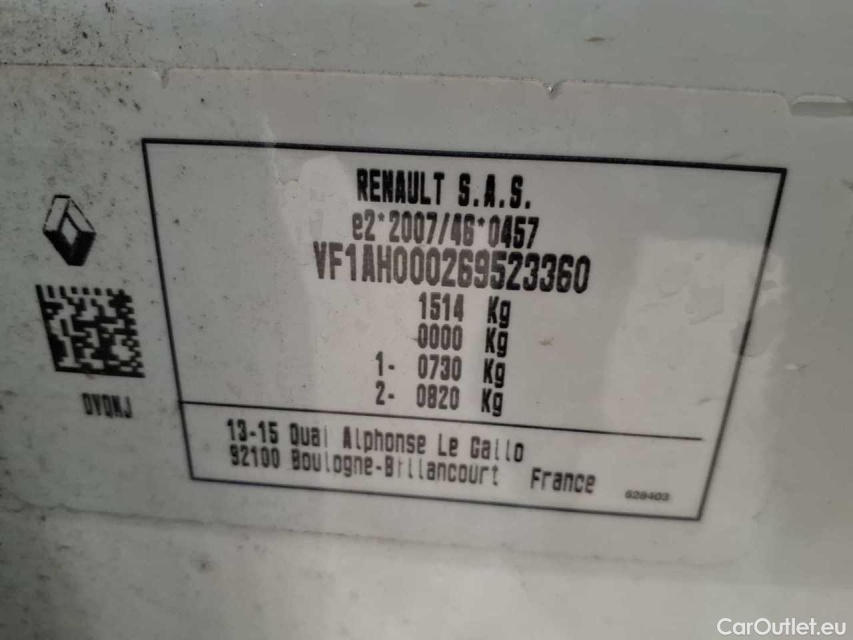 RENAULT S.A.S.
e2*2007/46*0457
VF1AH000269523360
1514 Kg
0000 Kg
1- 0730 Kg
2- 0820 Kg
DVQKJ
13-15 Quai Alphonse Le Gallo
92100 Boulogne-Billancourt France
628403
CarOutlet.eu